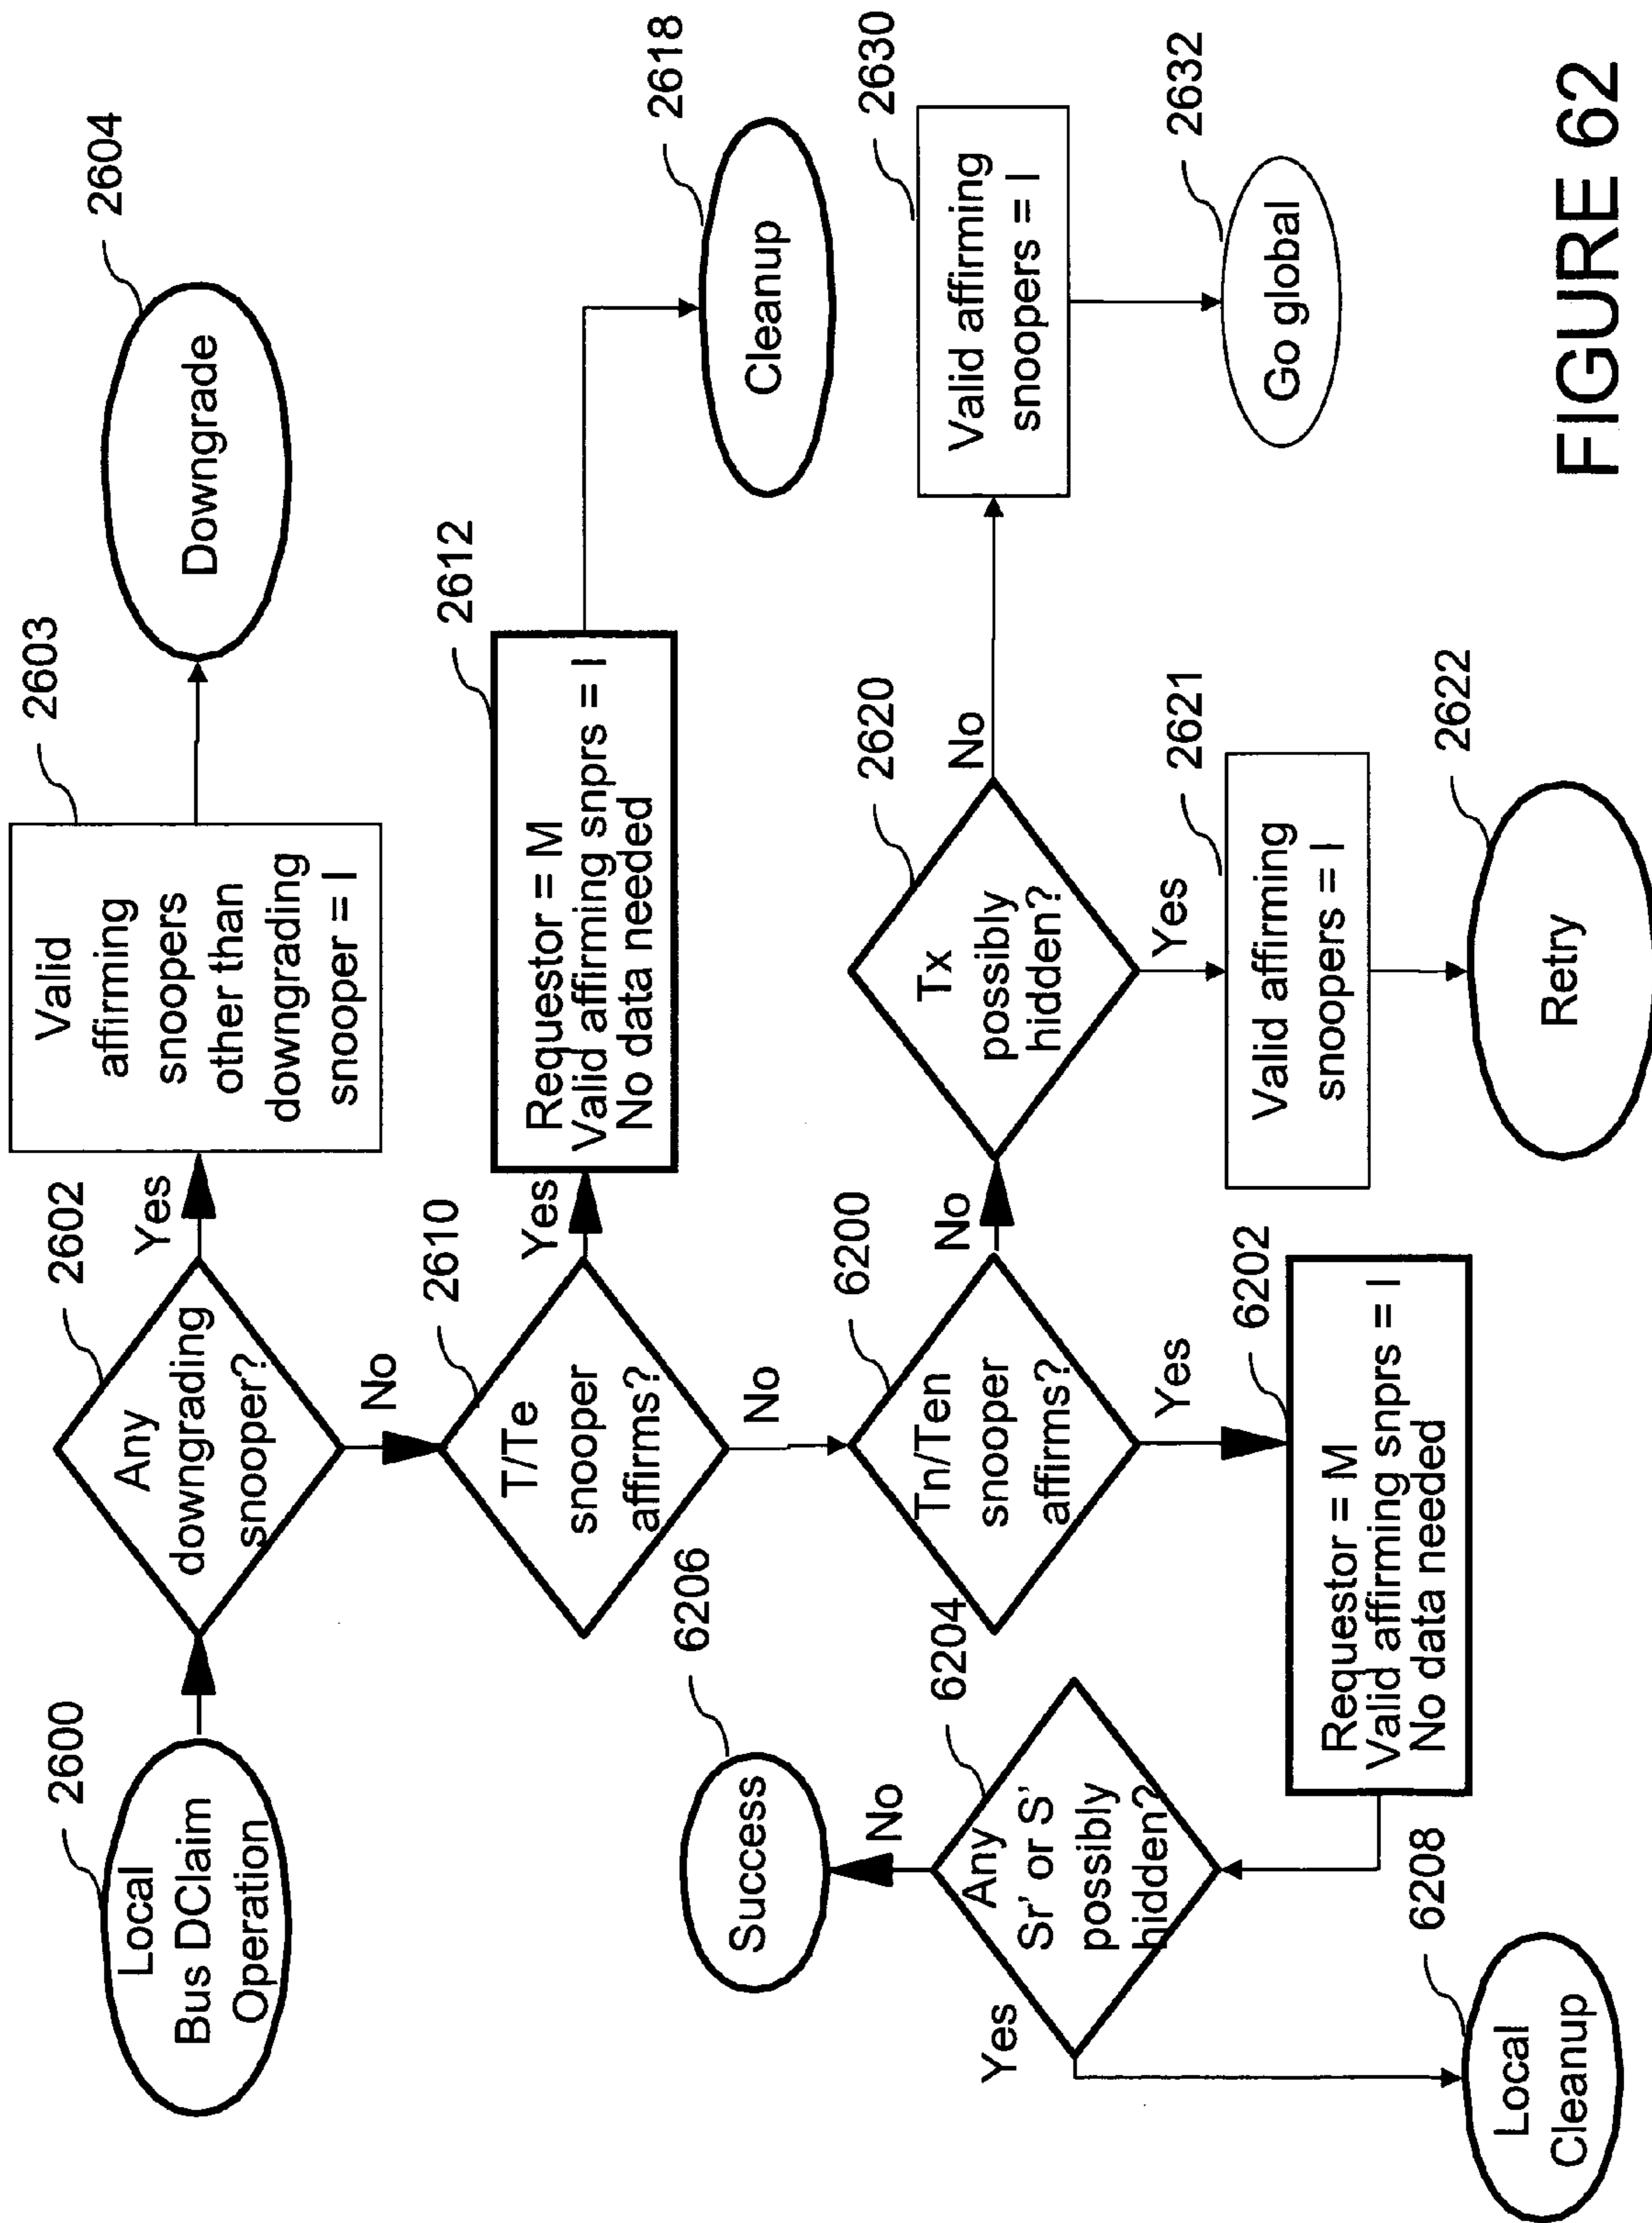 2600
Local
Bus DClaim
Operation
2602
Any
downgrading
snooper?
Yes
No
2603
Valid
affirming
snoopers
other than
downgrading
snooper = I
2604
Downgrade
2610
T/Te
snooper
affirms?
Yes
No
2612
Requestor = M
Valid affirming snprs = I
No data needed
2618
Cleanup
6200
Tn/Ten
snooper
affirms?
No
Yes
2620
Tx
possibly
hidden?
No
Yes
2630
Valid affirming
snoopers = I
2632
Go global
2621
Valid affirming
snoopers = I
2622
Retry
6202
Requestor = M
Valid affirming snprs = I
No data needed
6204
Any
Sr' or S'
possibly
hidden?
No
Yes
6206
Success
6208
Local
Cleanup
FIGURE 62